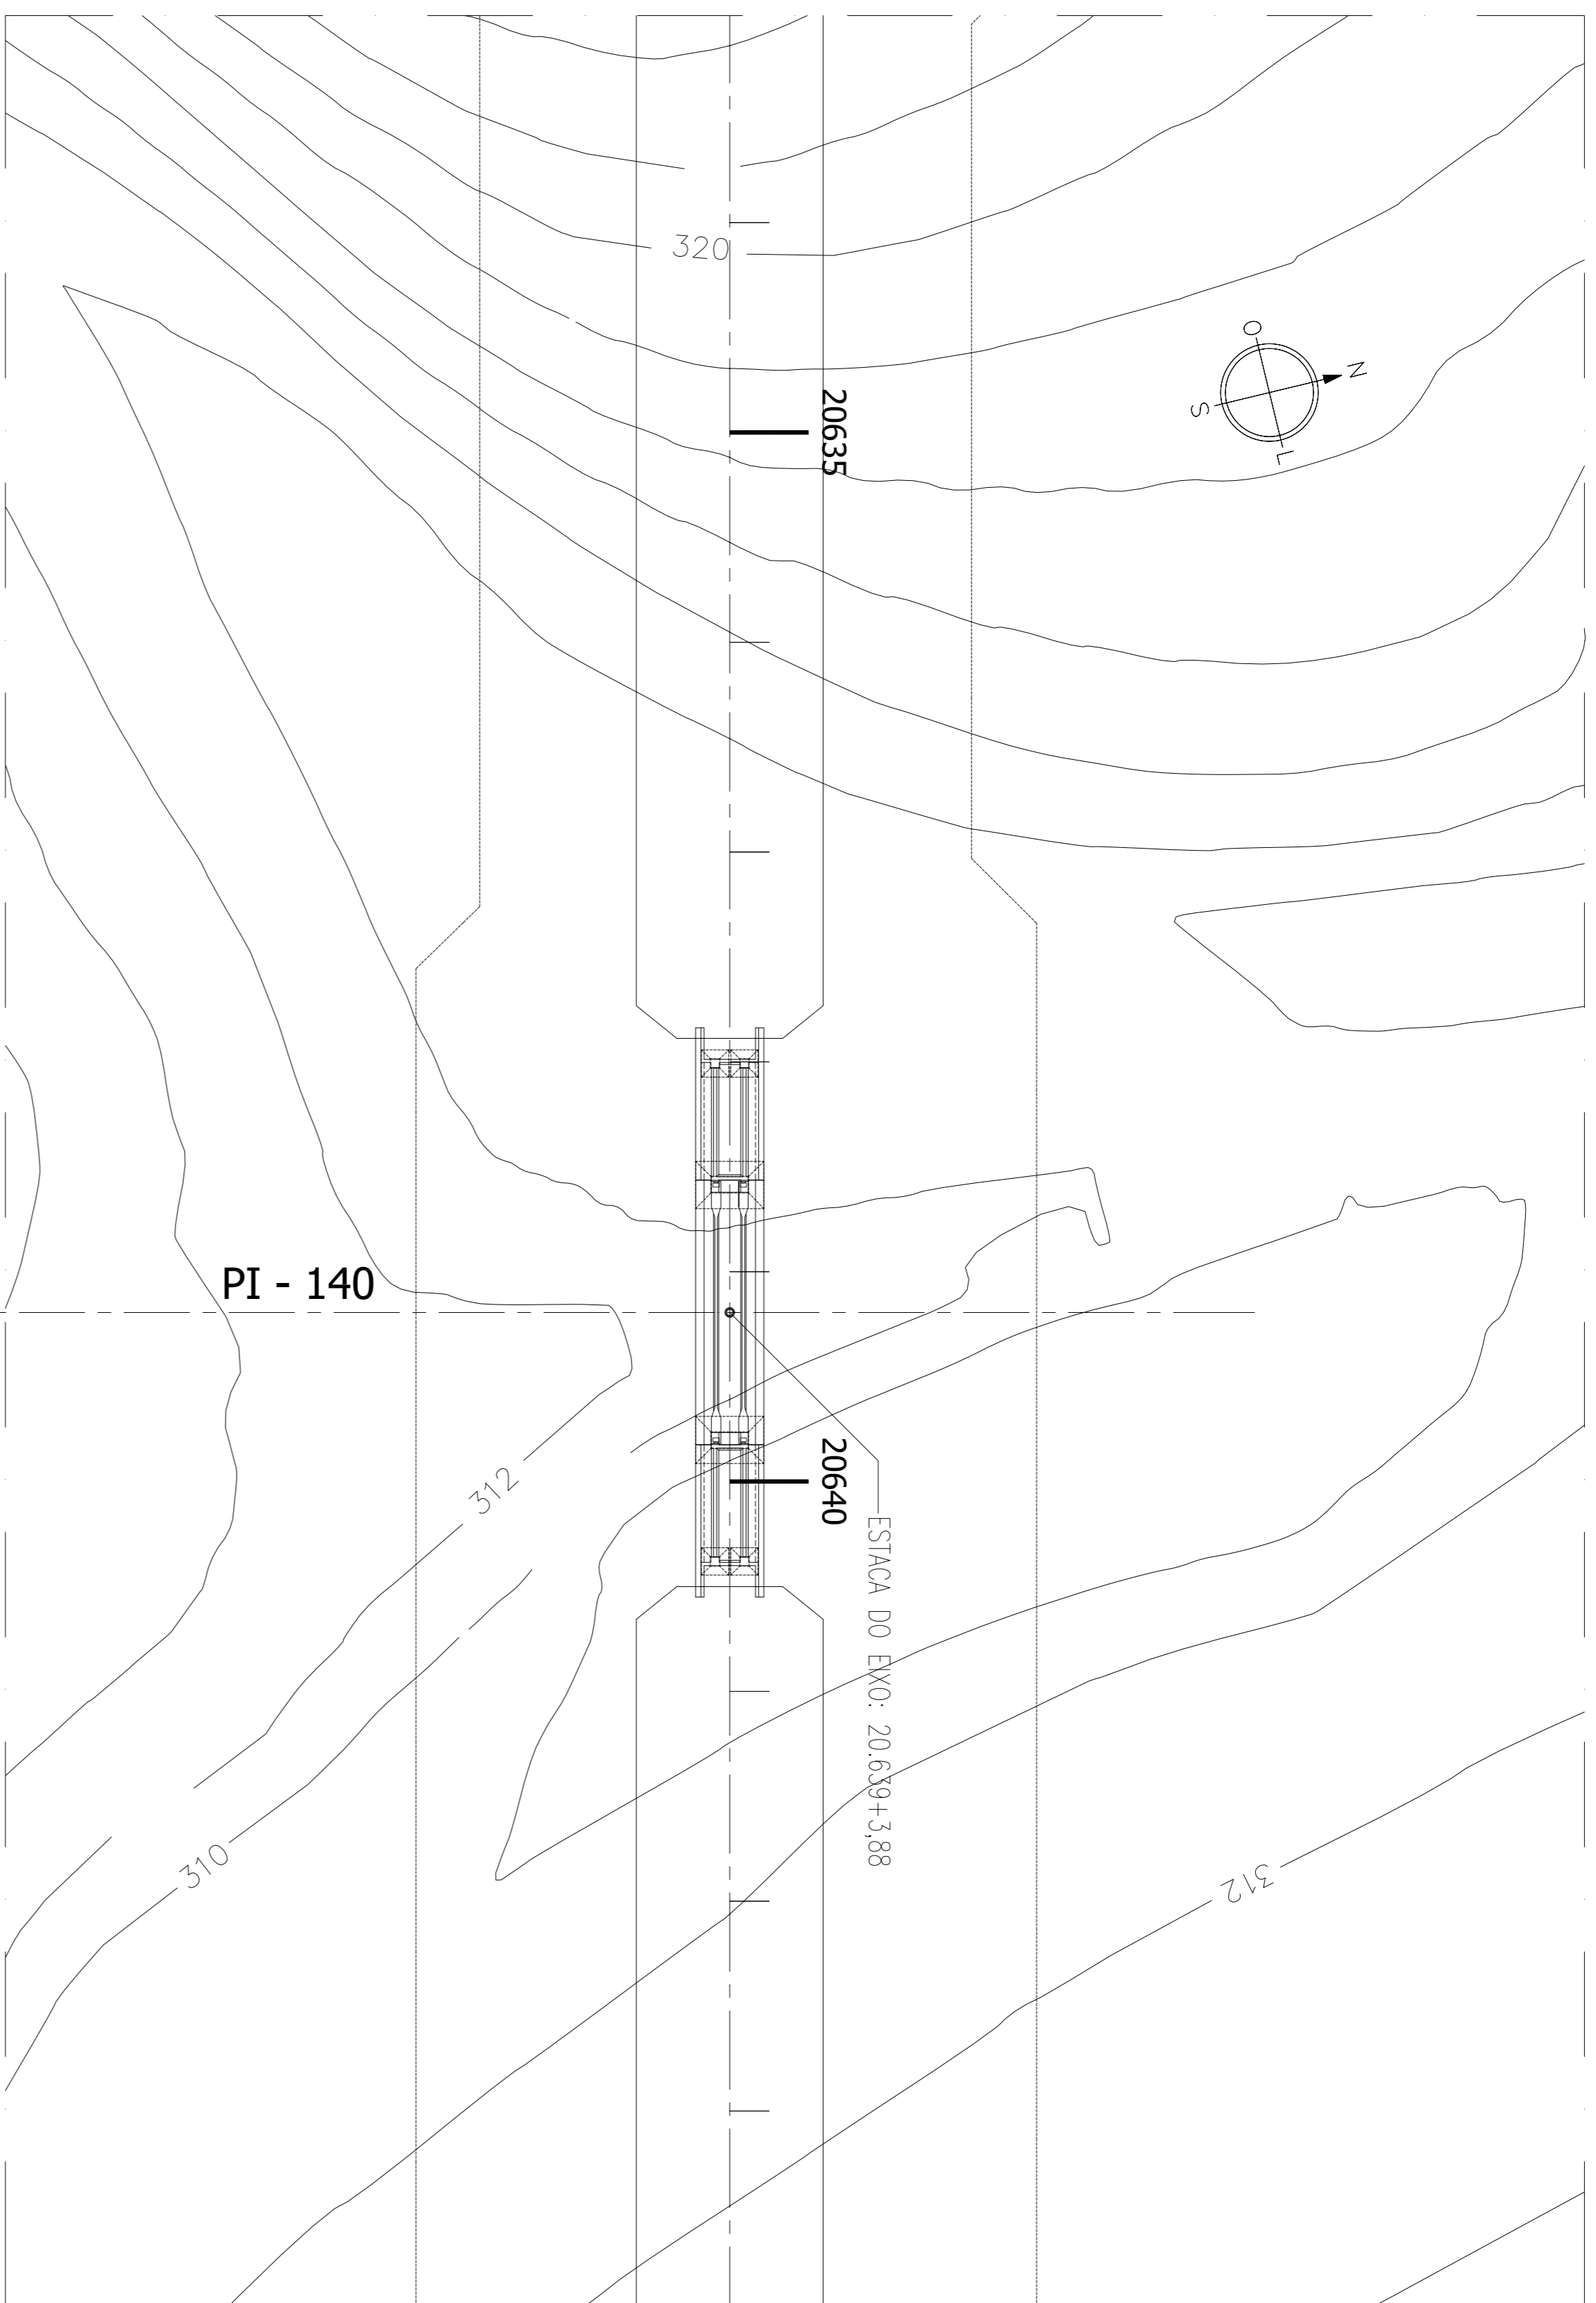 320
O
N
S
L
20635
PI - 140
20640
312
ESTACA DO EIXO: 20.639+3,88
310
312